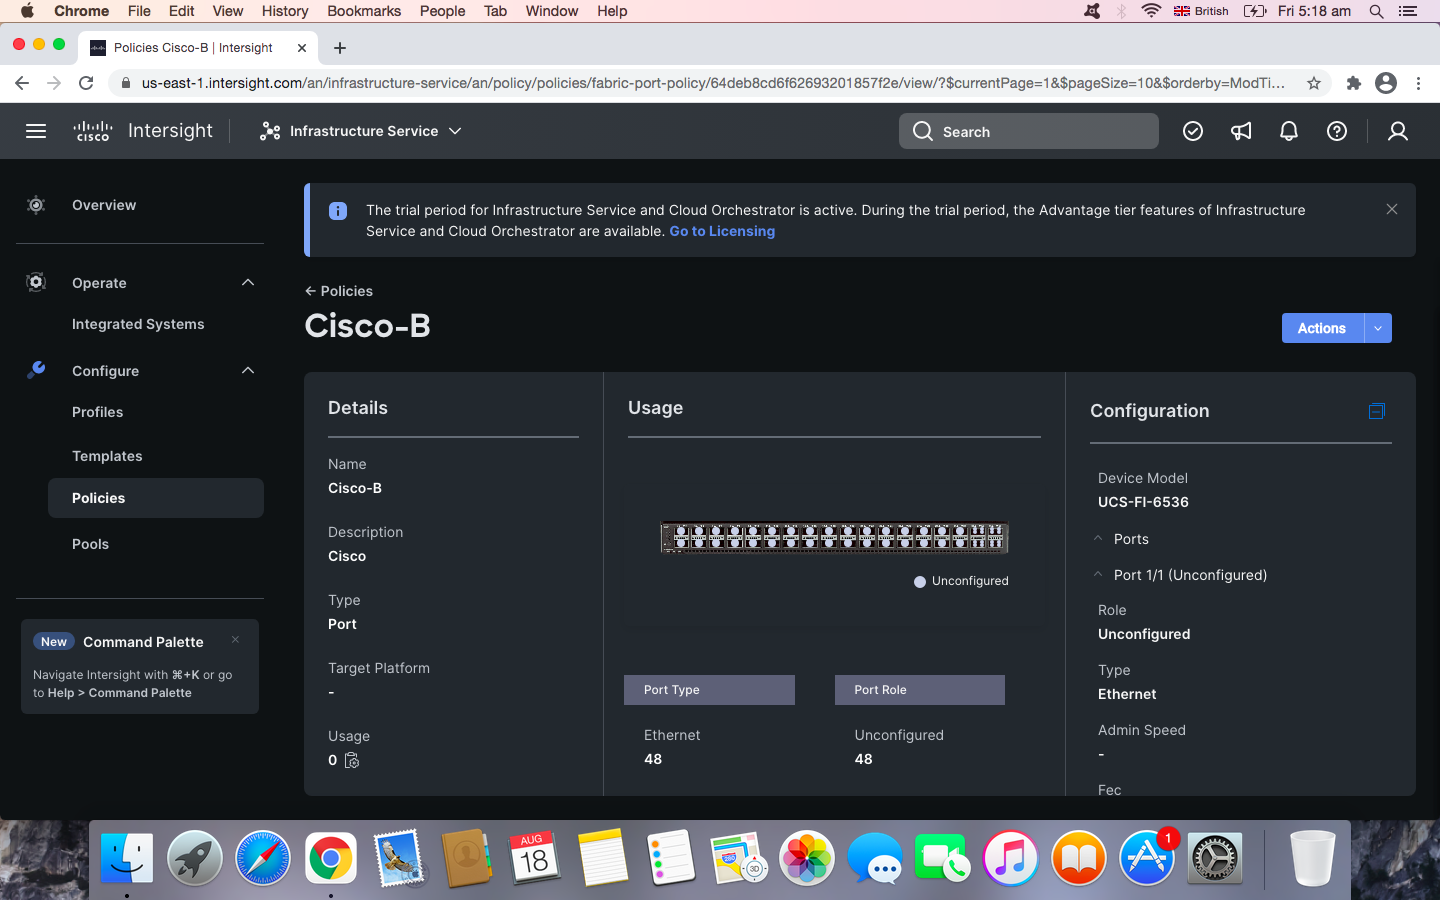 Chrome File Edit View History Bookmarks People Tab Window Help British Fri 5:18 am
Policies Cisco-B | Intersight
us-east-1.intersight.com/an/infrastructure-service/an/policy/policies/fabric-port-policy/64deb8cd6f62693201857f2e/view/?$currentPage=1&$pageSize=10&$orderby=ModTi...
CISCO Intersight Infrastructure Service Search
Overview
Operate
Integrated Systems
Configure
Profiles
Templates
Policies
Pools
New Command Palette
Navigate Intersight with ⌘+K or go
to Help > Command Palette
The trial period for Infrastructure Service and Cloud Orchestrator is active. During the trial period, the Advantage tier features of Infrastructure
Service and Cloud Orchestrator are available. Go to Licensing
← Policies
Cisco-B
Actions
Details
Name
Cisco-B
Description
Cisco
Type
Port
Target Platform
-
Usage
0
Usage
Unconfigured
Port Type
Port Role
Ethernet
Unconfigured
48
48
Configuration
Device Model
UCS-FI-6536
Ports
Port 1/1 (Unconfigured)
Role
Unconfigured
Type
Ethernet
Admin Speed
-
Fec
AUG
18
280
3D
1